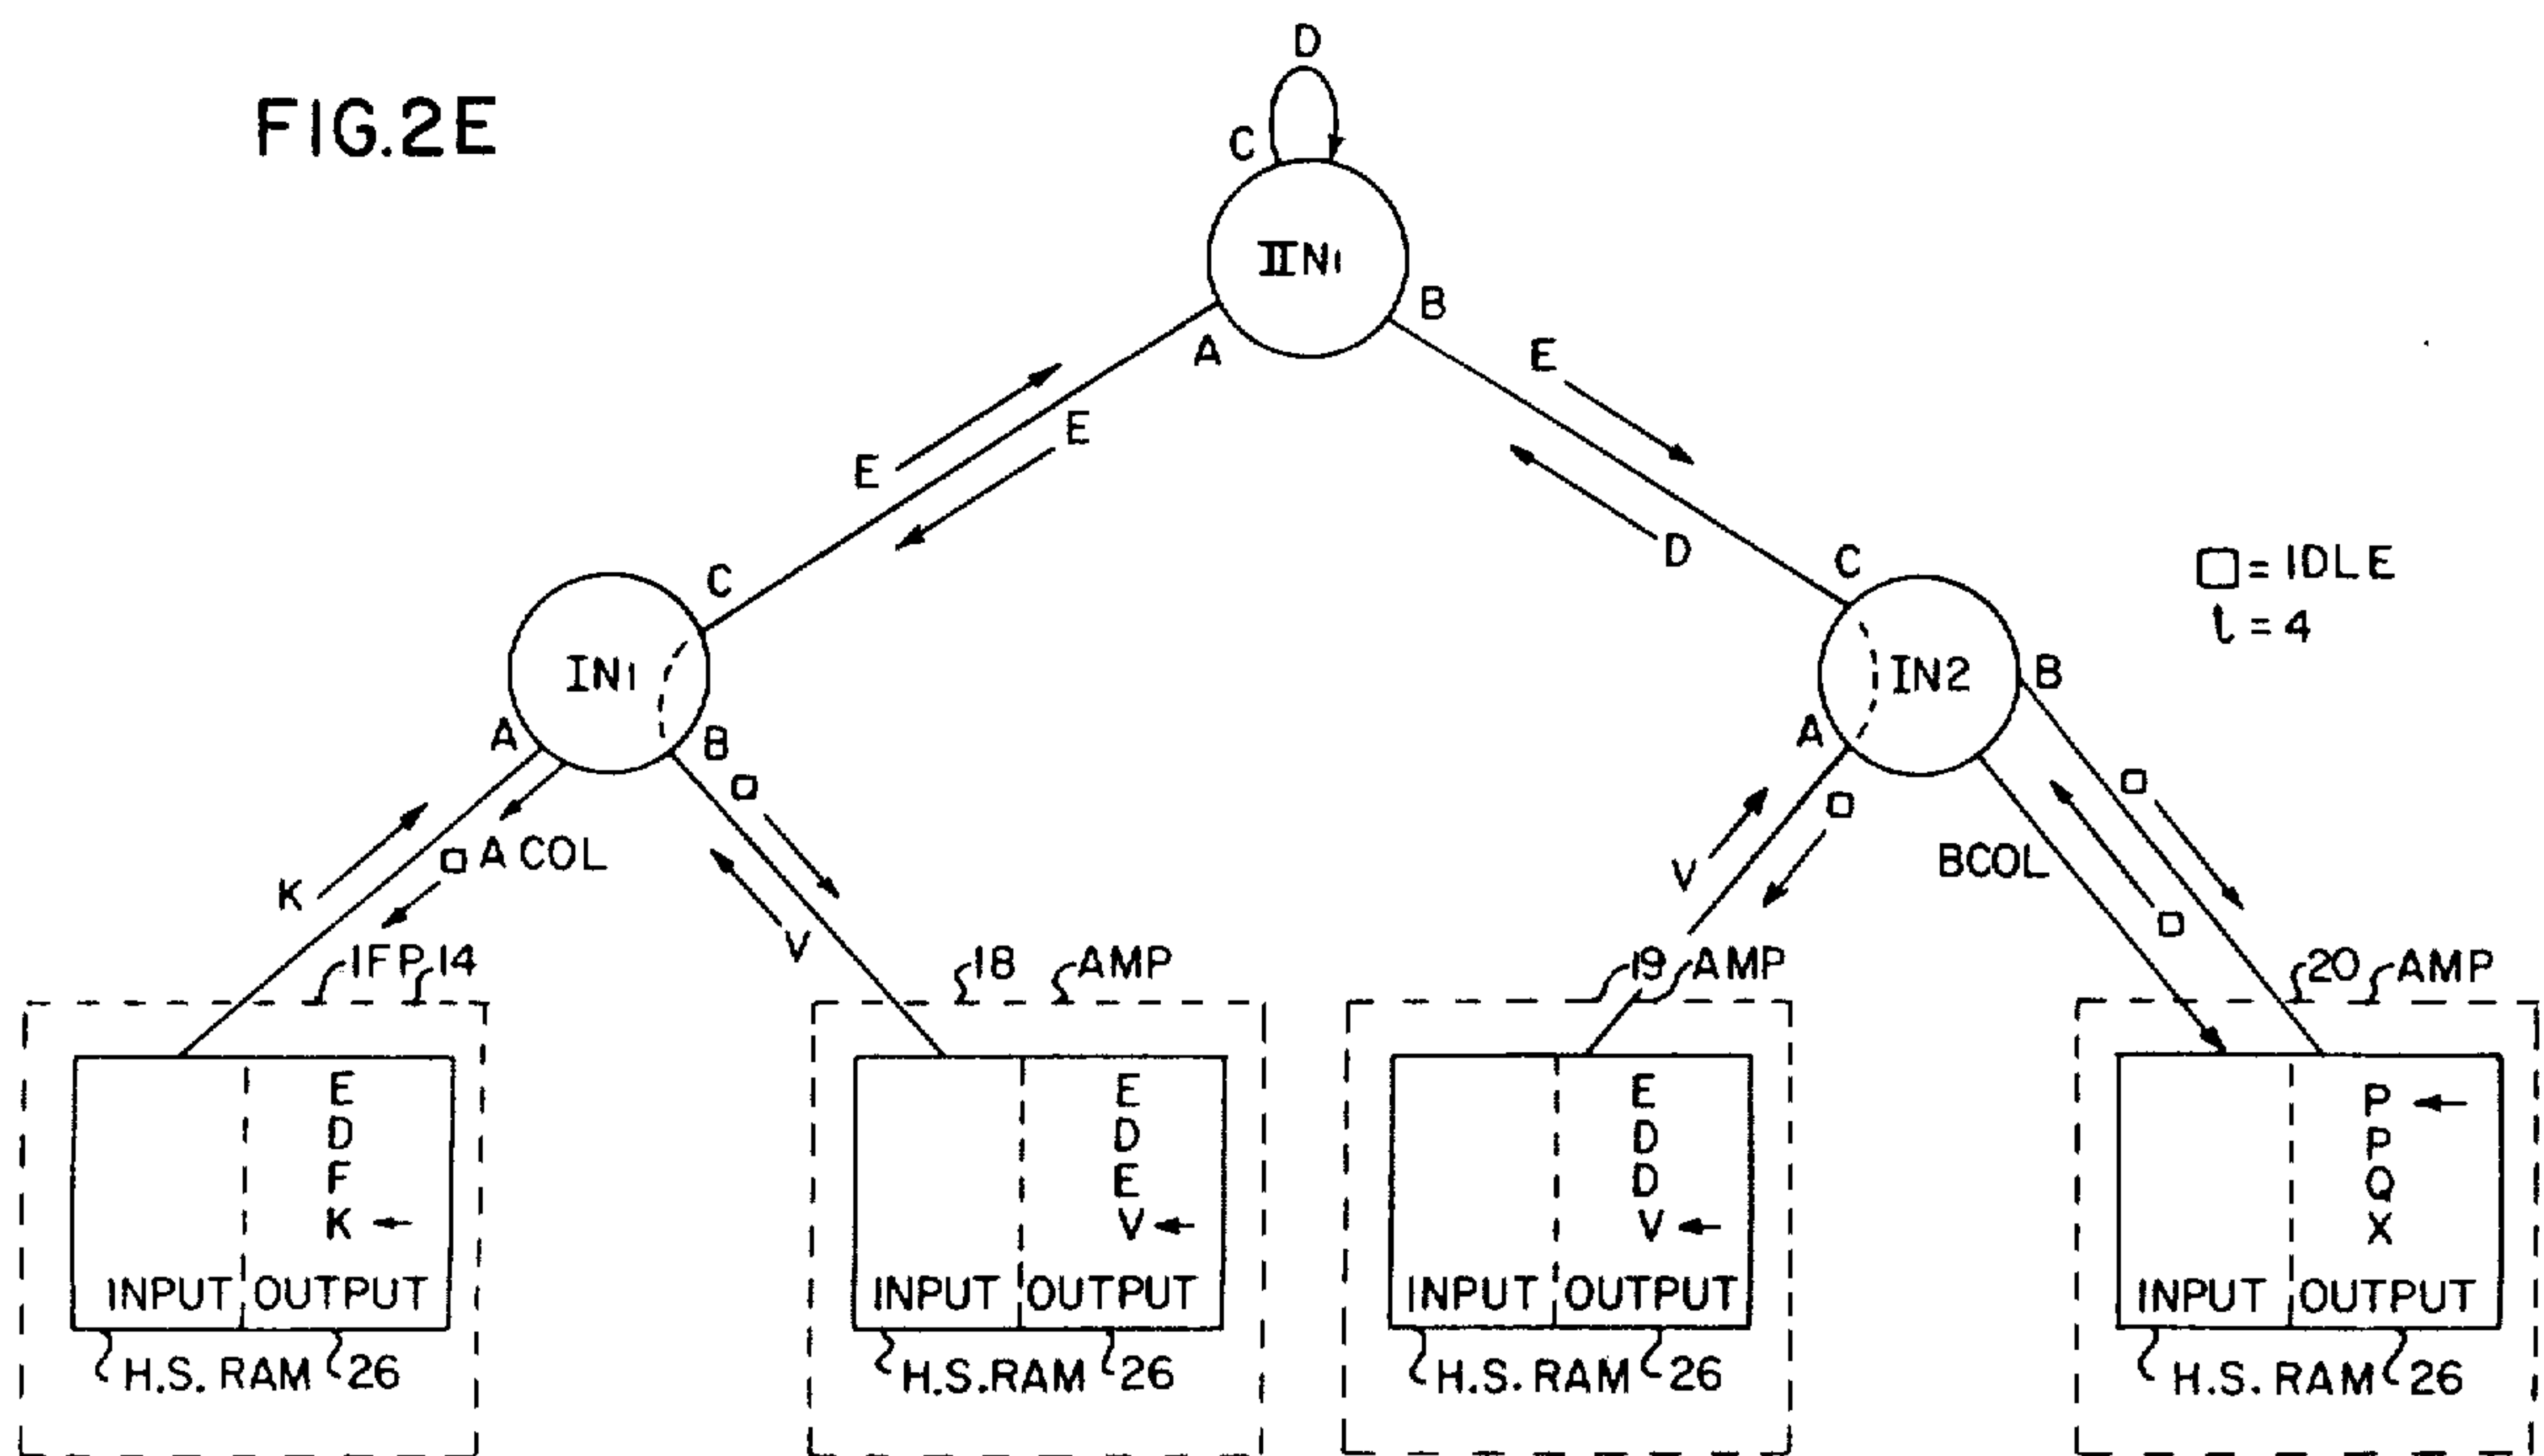 D
FIG.2E
C
IIN1
B
A
E
E
E
D
C
C
□ = IDLE
t = 4
IN1
IN2
B
A
B
A
□
□
□
□ A COL
K
V
V
BCOL
□
IFP 14
18 AMP
19 AMP
20 AMP
E
D
F
K
INPUT OUTPUT
H.S. RAM 26
E
D
E
V
INPUT OUTPUT
H.S. RAM 26
E
D
D
V
INPUT OUTPUT
H.S. RAM 26
P
P
Q
X
INPUT OUTPUT
H.S. RAM 26